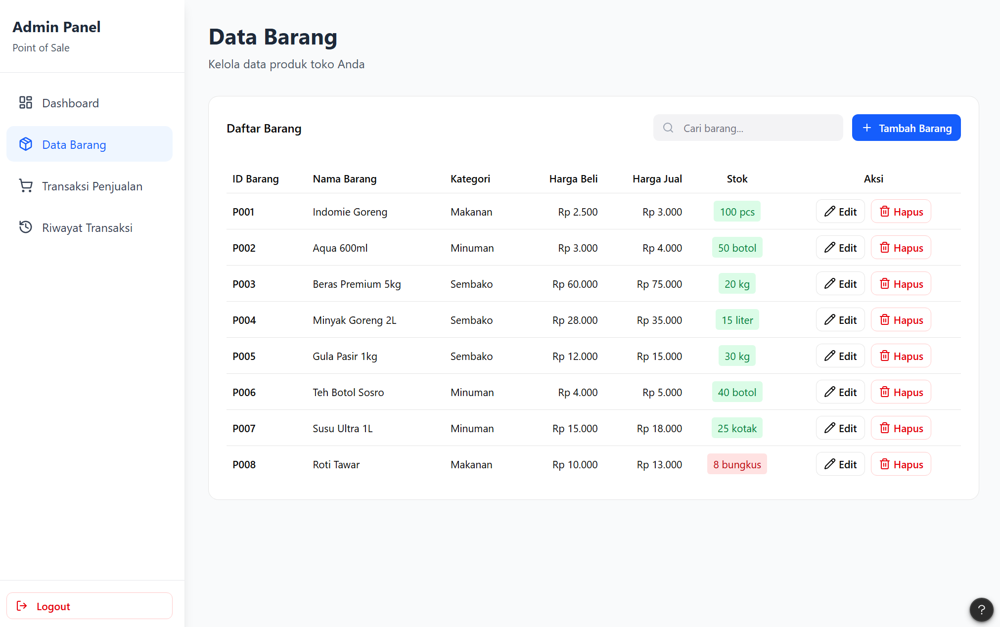 Admin Panel
Point of Sale
Dashboard
Data Barang
Transaksi Penjualan
Riwayat Transaksi
Logout
Data Barang
Kelola data produk toko Anda
Daftar Barang
Cari barang...
+ Tambah Barang
ID Barang Nama Barang Kategori Harga Beli Harga Jual Stok Aksi
P001 Indomie Goreng Makanan Rp 2.500 Rp 3.000 100 pcs Edit Hapus
P002 Aqua 600ml Minuman Rp 3.000 Rp 4.000 50 botol Edit Hapus
P003 Beras Premium 5kg Sembako Rp 60.000 Rp 75.000 20 kg Edit Hapus
P004 Minyak Goreng 2L Sembako Rp 28.000 Rp 35.000 15 liter Edit Hapus
P005 Gula Pasir 1kg Sembako Rp 12.000 Rp 15.000 30 kg Edit Hapus
P006 Teh Botol Sosro Minuman Rp 4.000 Rp 5.000 40 botol Edit Hapus
P007 Susu Ultra 1L Minuman Rp 15.000 Rp 18.000 25 kotak Edit Hapus
P008 Roti Tawar Makanan Rp 10.000 Rp 13.000 8 bungkus Edit Hapus
?